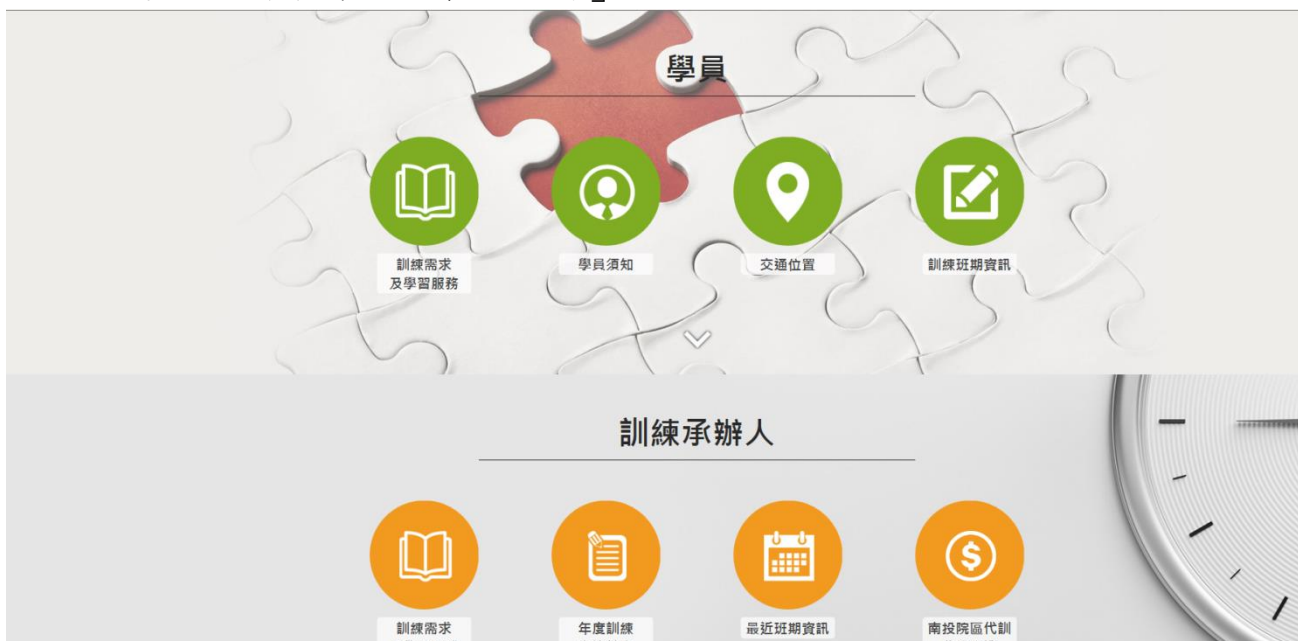 學員
訓練需求
及學習服務
學員須知
交通位置
訓練班期資訊
訓練承辦人
訓練需求
年度訓練
最近班期資訊
南投院區代訓